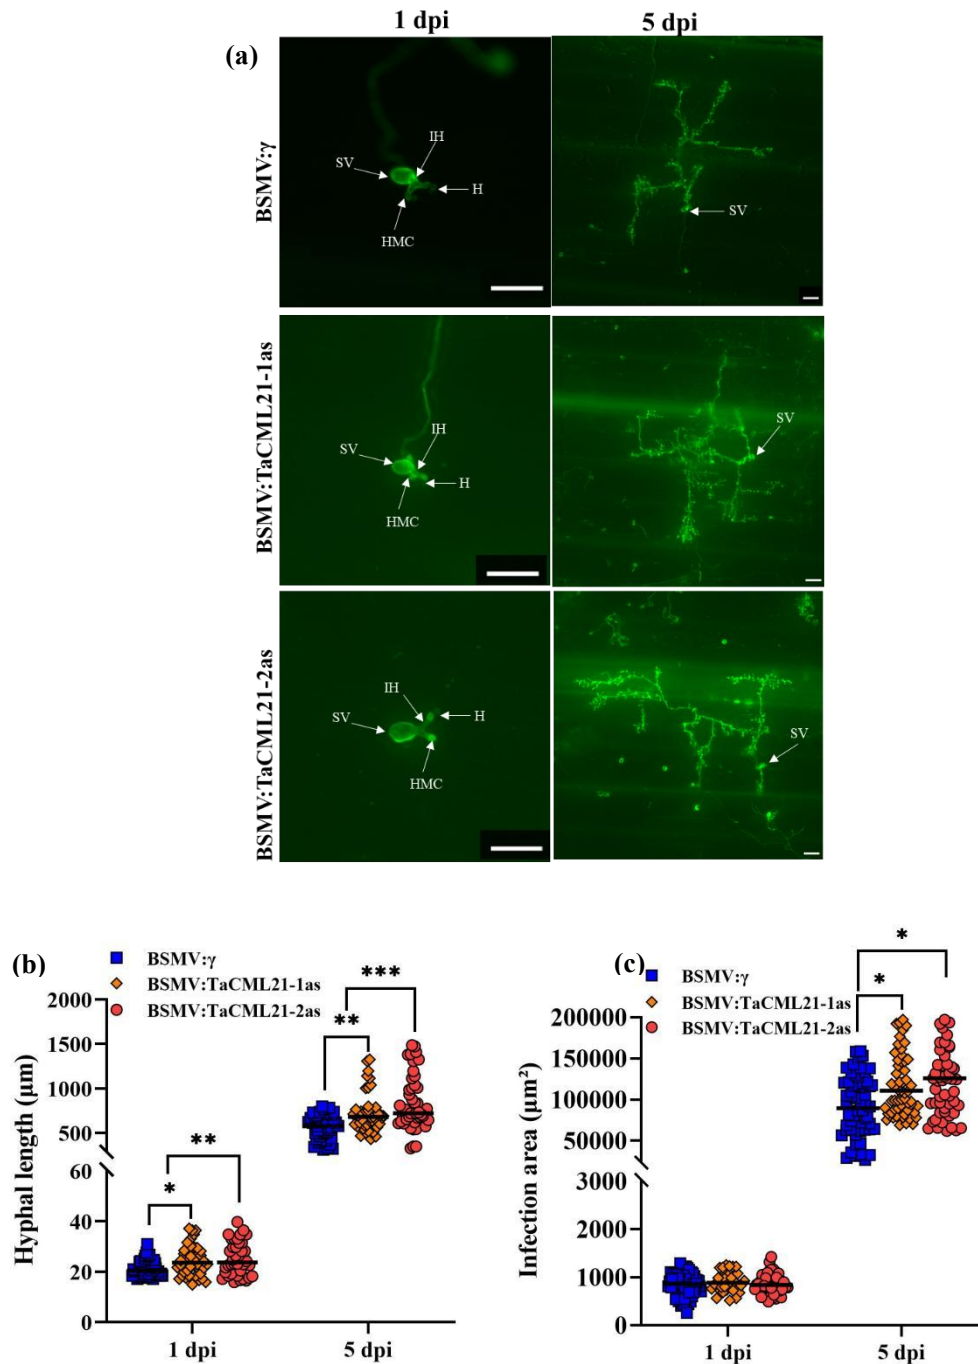 1 dpi
5 dpi
(a)
BSMV:γ
SV
IH
H
HMC
SV
BSMV:TaCML21-1as
SV
IH
H
HMC
SV
BSMV:TaCML21-2as
SV
IH
H
HMC
SV
(b)
BSMV:γ
BSMV:TaCML21-1as
BSMV:TaCML21-2as
Hyphal length (μm)
2000
1500
1000
500
60
40
20
0
*
**
**
***
1 dpi
5 dpi
(c)
BSMV:γ
BSMV:TaCML21-1as
BSMV:TaCML21-2as
Infection area (μm²)
200000
150000
100000
50000
3000
2000
1000
0
*
*
1 dpi
5 dpi